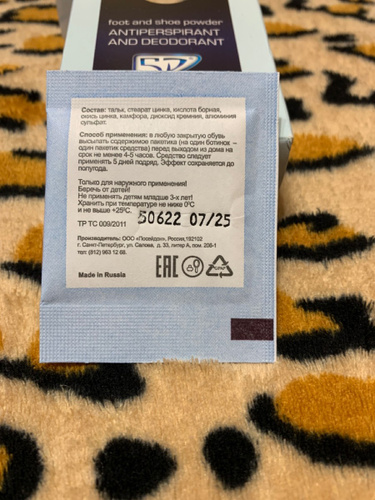 foot and shoe powder
ANTIPERSPIRANT
AND DEODORANT
Состав: тальк, стеарат цинка, кислота борная,
окись цинка, камфора, диоксид кремния, алюминия
сульфат.
Способ применения: в любую закрытую обувь
высыпать содержимое пакетика (на один ботинок –
один пакетик средства) перед выходом из дома на
срок не менее 4-5 часов. Средство следует
применять 5 дней подряд. Эффект сохраняется до
полугода.
Только для наружного применения!
Беречь от детей!
Не применять детям младше 3-х лет!
Хранить при температуре не ниже 0°С
и не выше +25°С.
50622 07/25
ТР ТС 009/2011
Производитель: ООО «Посейдон», Россия,192102
г. Санкт-Петербург, ул. Салова, д. 33, литер А, пом. 208-1
тел: (812) 963 12 69.
Made in Russia
EAC